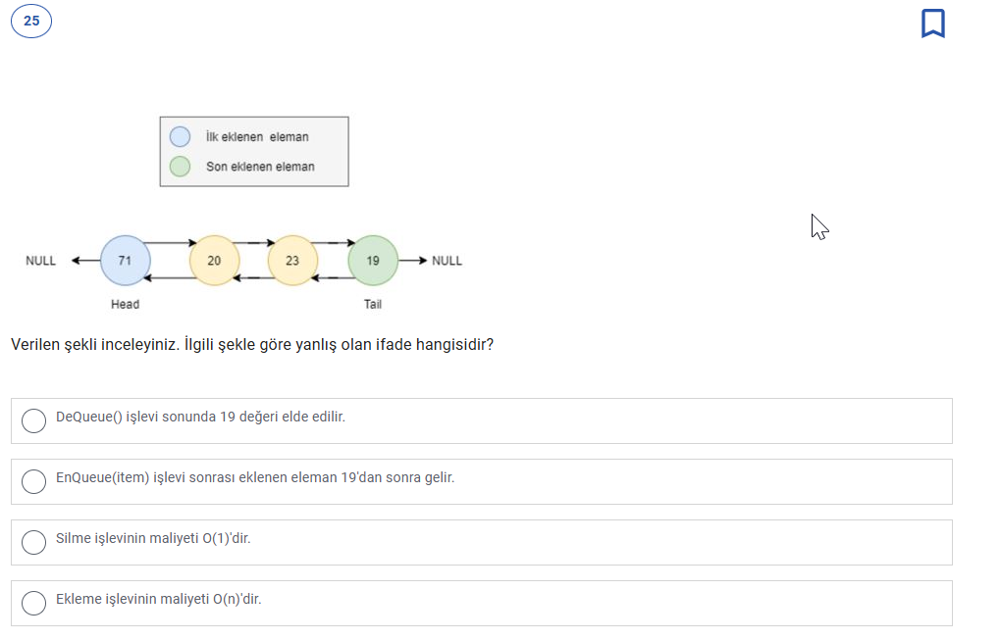 25
İlk eklenen eleman
Son eklenen eleman
NULL 71 20 23 19 NULL
Head Tail
Verilen şekli inceleyiniz. İlgili şekle göre yanlış olan ifade hangisidir?
DeQueue() işlevi sonunda 19 değeri elde edilir.
EnQueue(item) işlevi sonrası eklenen eleman 19'dan sonra gelir.
Silme işlevinin maliyeti O(1)'dir.
Ekleme işlevinin maliyeti O(n)'dir.